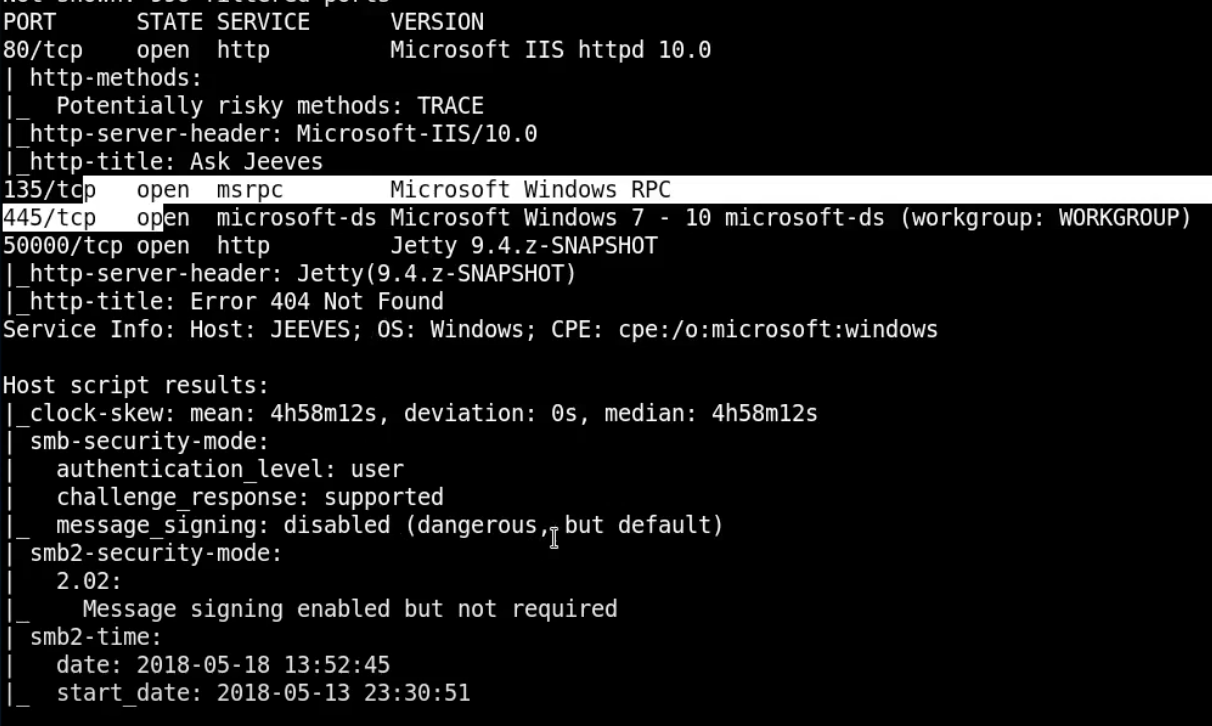 PORT STATE SERVICE VERSION
80/tcp open http Microsoft IIS httpd 10.0
| http-methods:
|_ Potentially risky methods: TRACE
|_http-server-header: Microsoft-IIS/10.0
|_http-title: Ask Jeeves
135/tcp open msrpc Microsoft Windows RPC
445/tcp open microsoft-ds Microsoft Windows 7 - 10 microsoft-ds (workgroup: WORKGROUP)
50000/tcp open http Jetty 9.4.z-SNAPSHOT
|_http-server-header: Jetty(9.4.z-SNAPSHOT)
|_http-title: Error 404 Not Found
Service Info: Host: JEEVES; OS: Windows; CPE: cpe:/o:microsoft:windows
Host script results:
|_clock-skew: mean: 4h58m12s, deviation: 0s, median: 4h58m12s
| smb-security-mode:
| authentication_level: user
| challenge_response: supported
|_ message_signing: disabled (dangerous, but default)
| smb2-security-mode:
| 2.02:
|_ Message signing enabled but not required
| smb2-time:
| date: 2018-05-18 13:52:45
|_ start_date: 2018-05-13 23:30:51